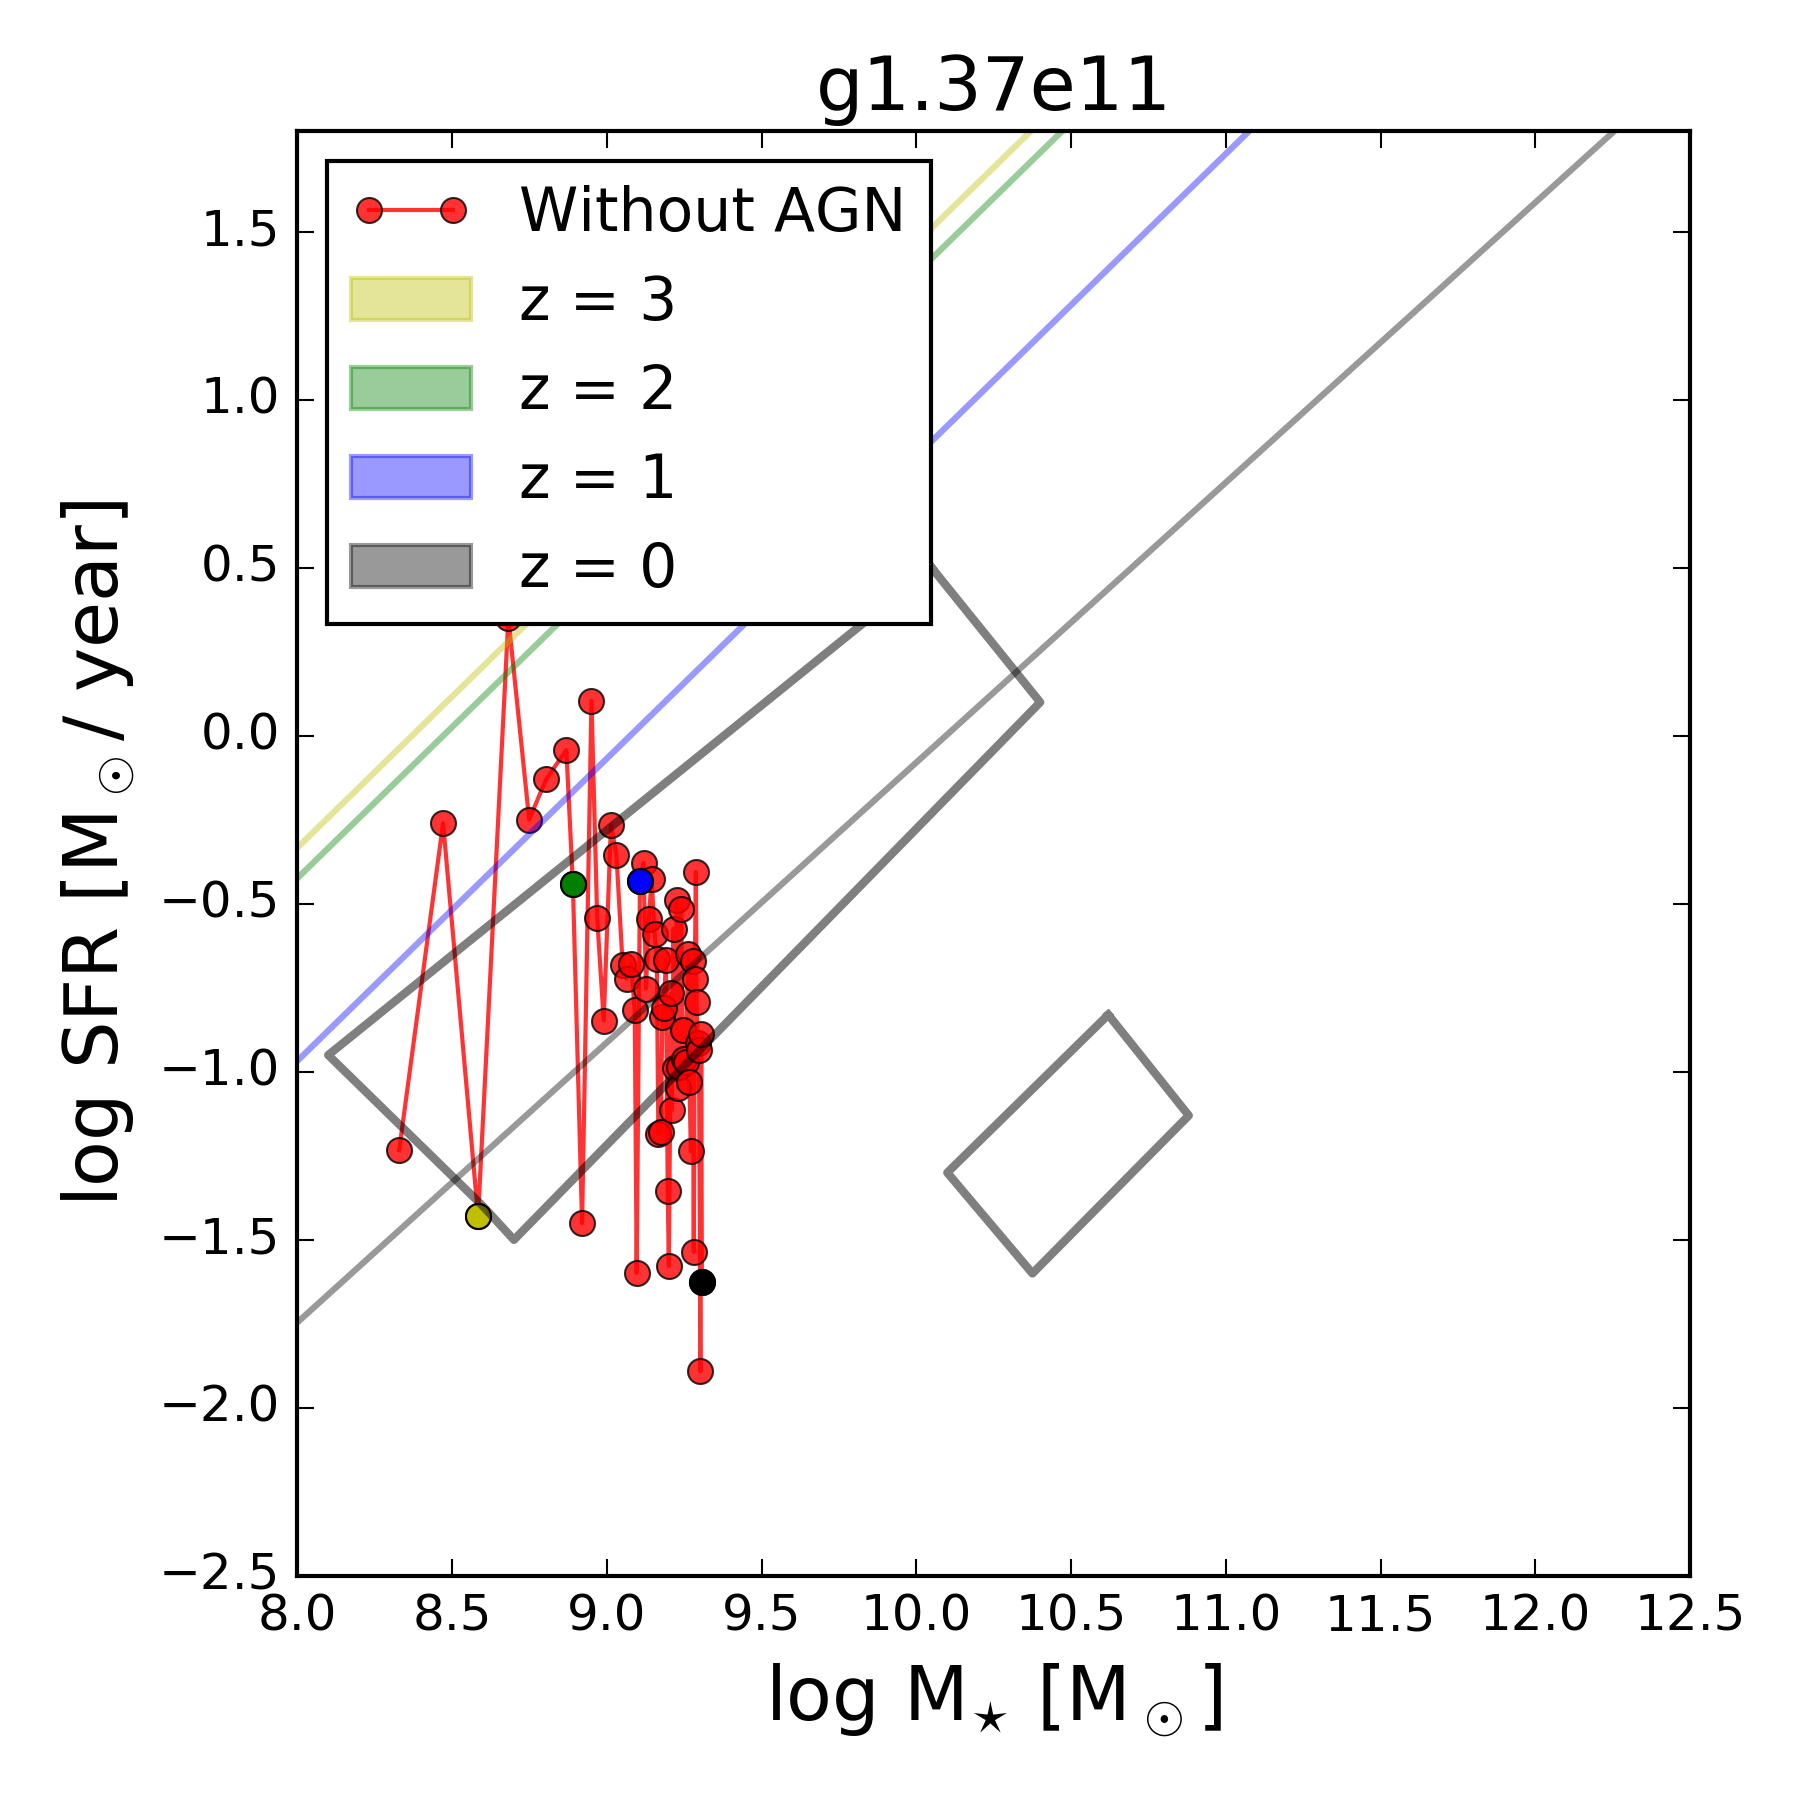 g1.37e11
Without AGN
z = 3
z = 2
z = 1
z = 0
1.5
1.0
0.5
0.0
−0.5
−1.0
−1.5
−2.0
−2.5
log SFR [M☉/ year]
8.0 8.5 9.0 9.5 10.0 10.5 11.0 11.5 12.0 12.5
log M★ [M☉]